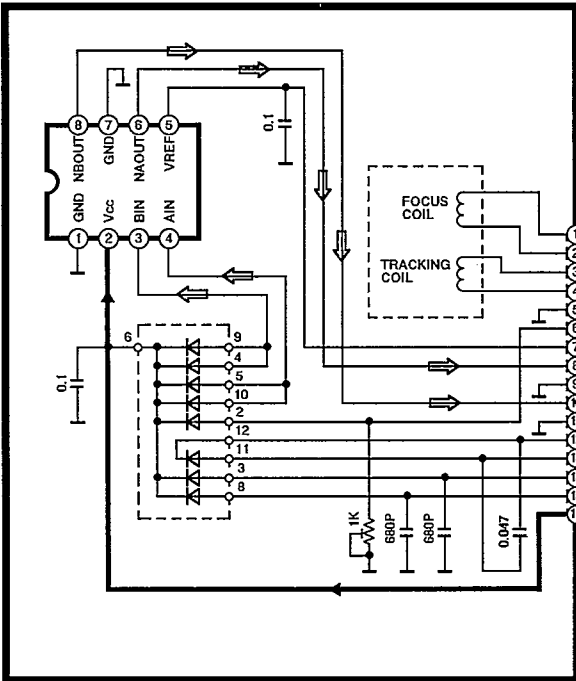 8 7 6 5
NBOUT GND NAOUT VREF
GND Vcc BIN AIN
1 2 3 4
0.1
FOCUS
COIL
TRACKING
COIL
6
0.1
9
4
5
10
2
12
11
3
8
1K
680P
680P
0.047